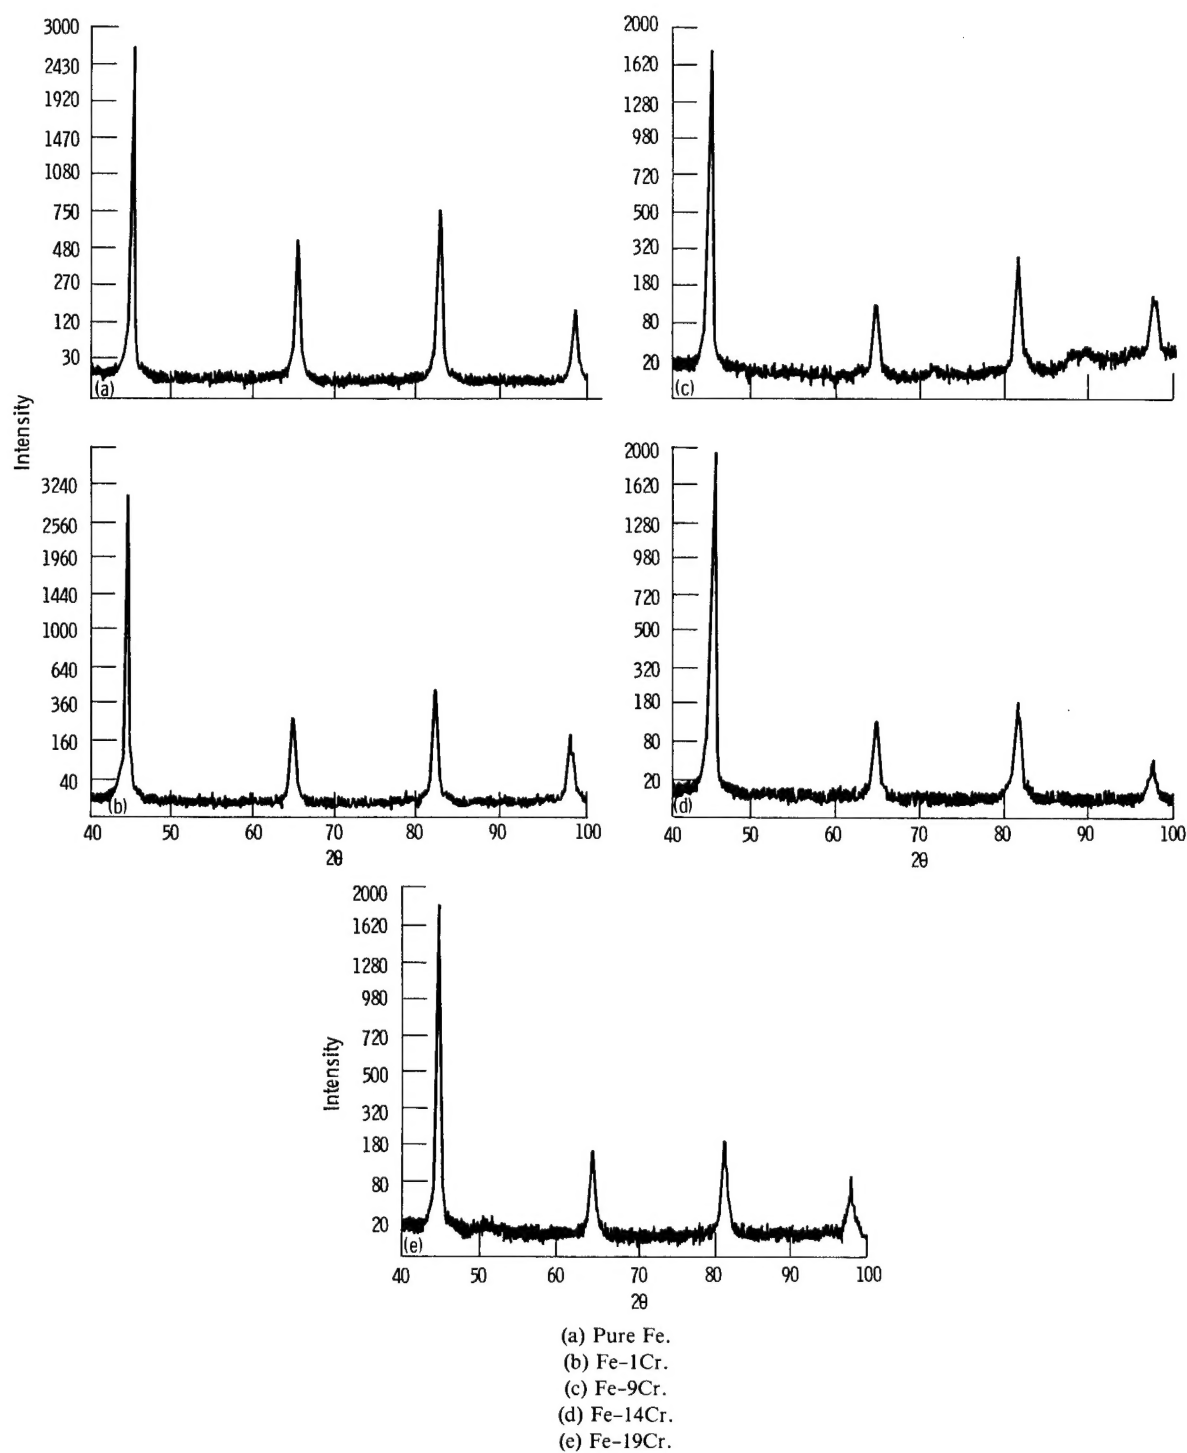 3000
2430
1920
1470
1080
750
480
270
120
30
(a)
2000
1620
1280
980
720
500
320
180
80
20
(c)
Intensity
3240
2560
1960
1440
1000
640
360
160
40
(b)
40 50 60 70 80 90 100
2θ
2000
1620
1280
980
720
500
320
180
80
20
(d)
40 50 60 70 80 90 100
2θ
Intensity
2000
1620
1280
980
720
500
320
180
80
20
(e)
40 50 60 70 80 90 100
2θ
(a) Pure Fe.
(b) Fe-1Cr.
(c) Fe-9Cr.
(d) Fe-14Cr.
(e) Fe-19Cr.